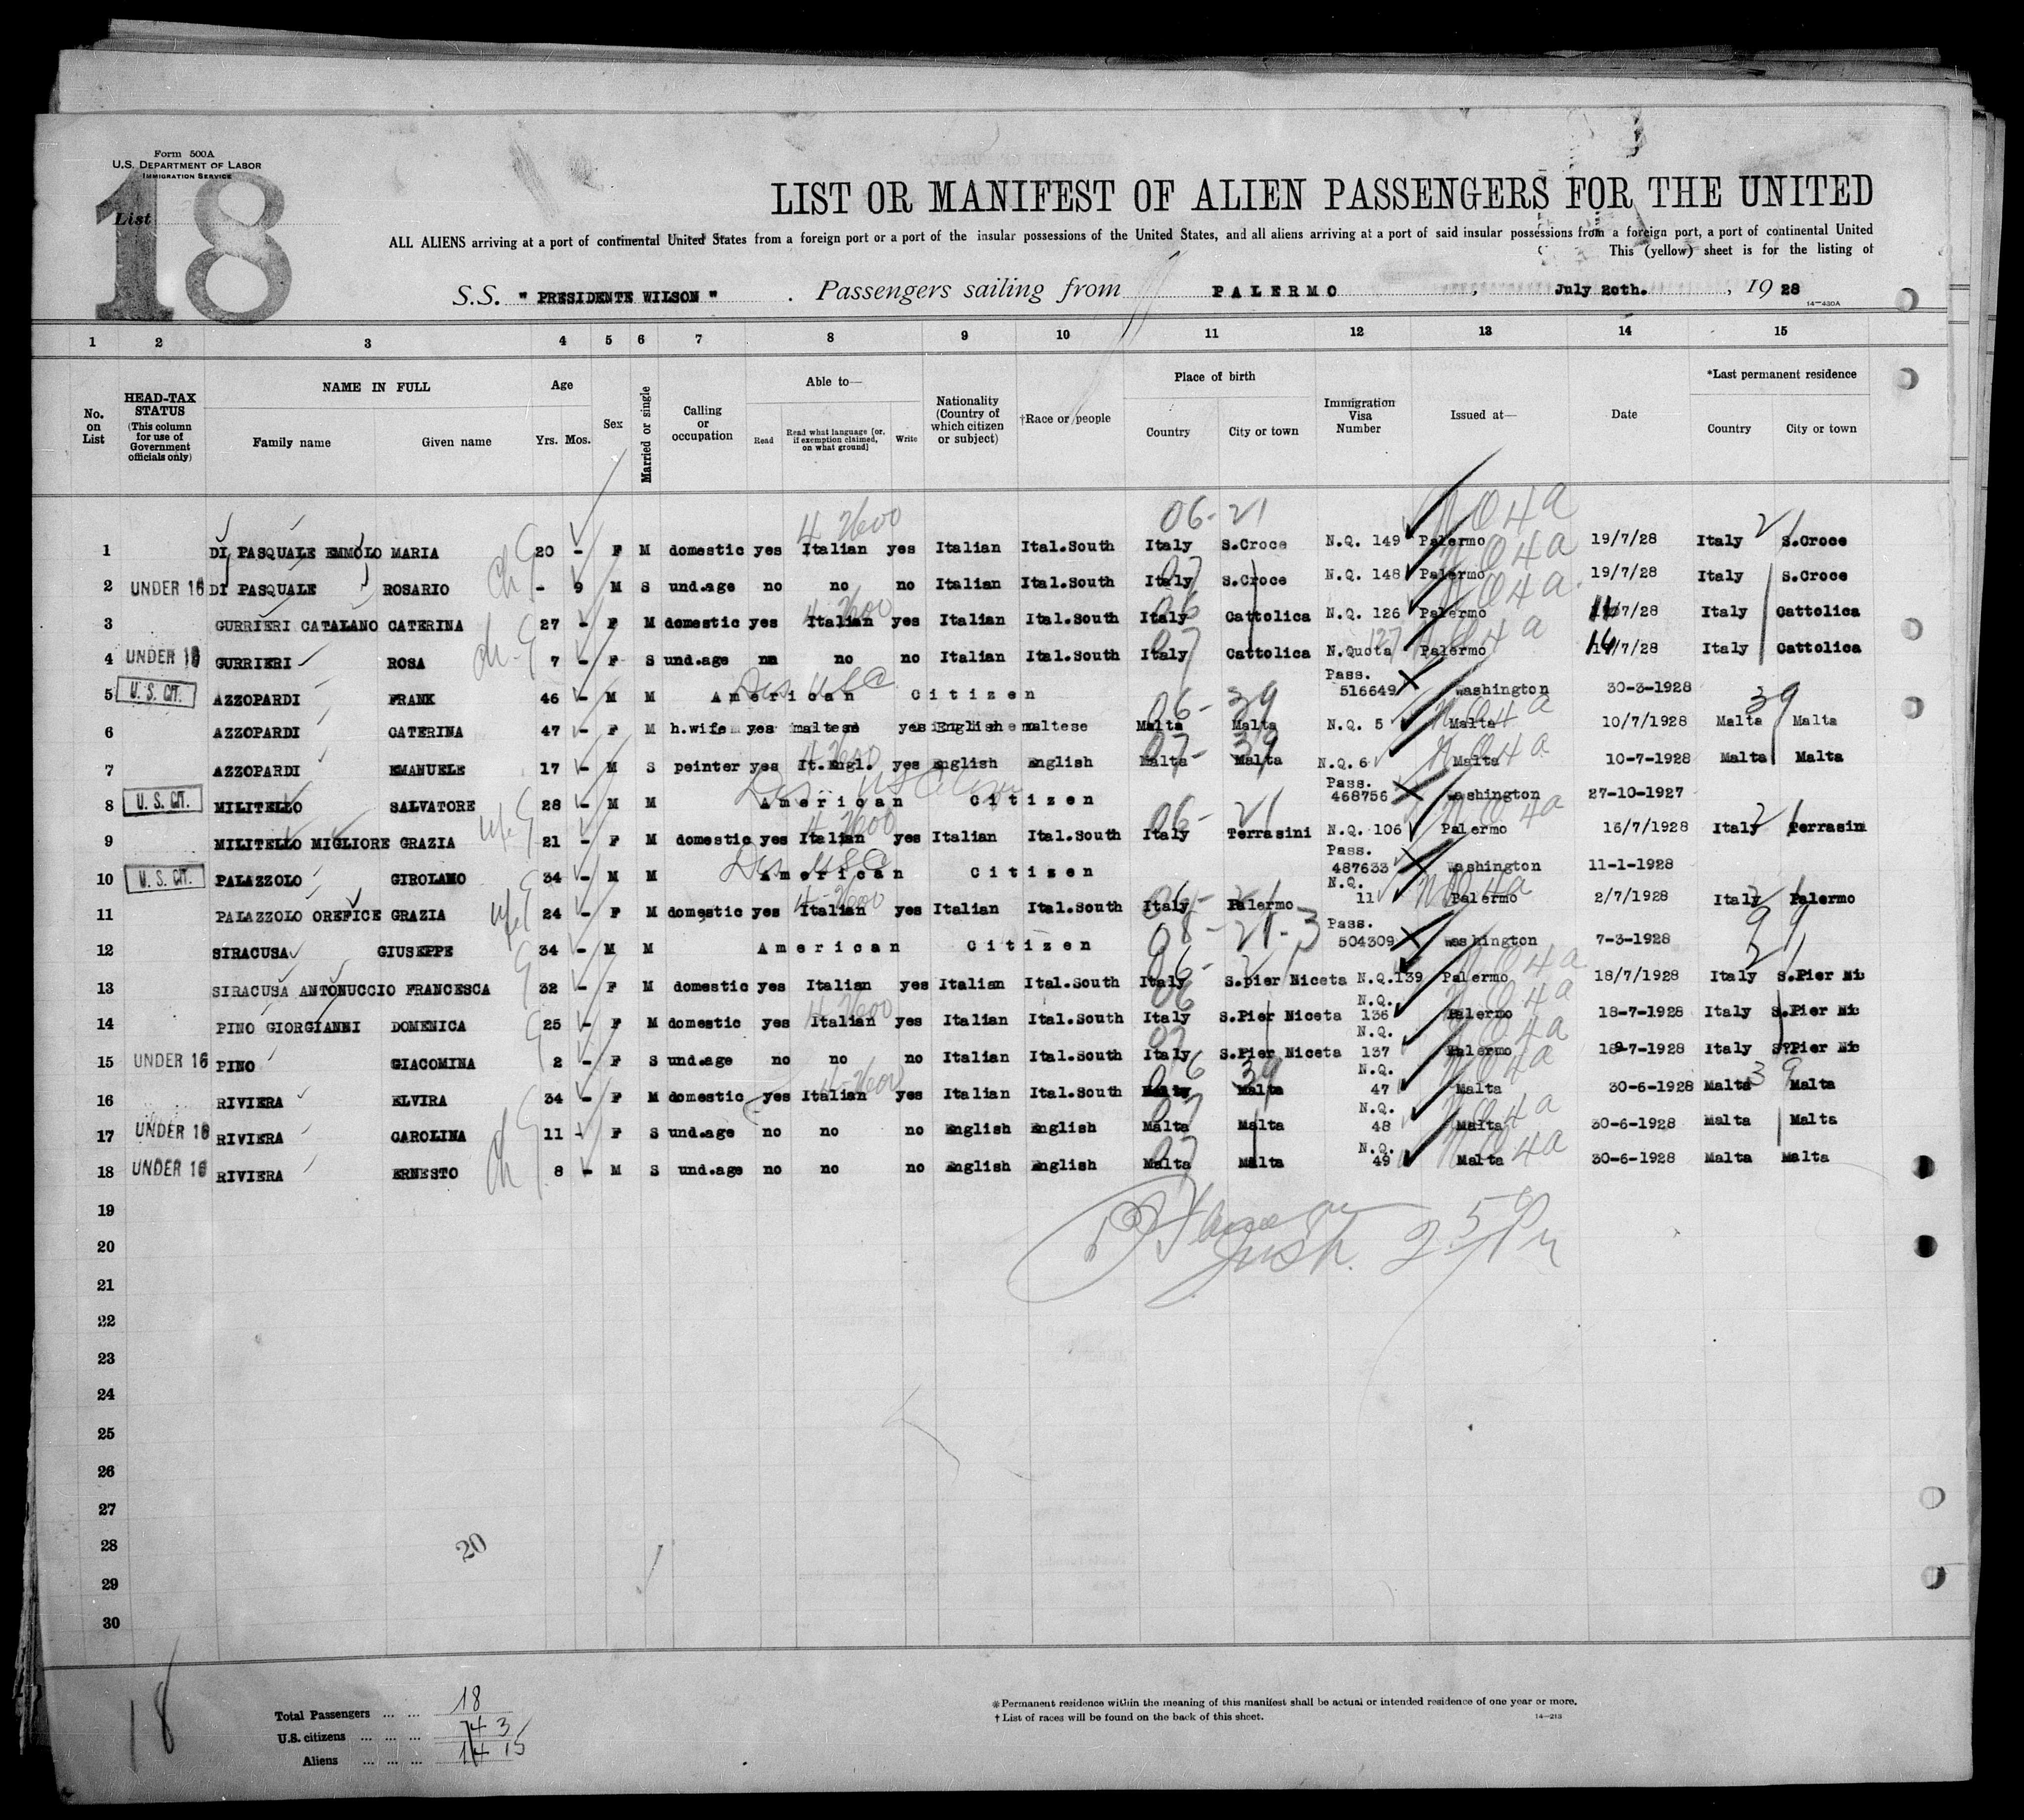 Form 500A
U.S. DEPARTMENT OF LABOR
IMMIGRATION SERVICE
List 18
LIST OR MANIFEST OF ALIEN PASSENGERS FOR THE UNITED
ALL ALIENS arriving at a port of continental United States from a foreign port or a port of the insular possessions of the United States, and all aliens arriving at a port of said insular possessions from a foreign port, a port of continental United
This (yellow) sheet is for the listing of
S.S. " PRESIDENTE WILSON " . Passengers sailing from PALERMO , July 20th. , 19 28
14—430A
1 2 3 4 5 6 7 8 9 10 11 12 13 14 15
No. on List
HEAD-TAX STATUS (This column for use of Government officials only)
NAME IN FULL Family name Given name
Age Yrs. Mos.
Sex
Married or single
Calling or occupation
Able to— Read Read what language [or, if exemption claimed, on what ground] Write
Nationality (Country of which citizen or subject)
†Race or people
Place of birth Country City or town
Immigration Visa Number
Issued at—
Date
*Last permanent residence Country City or town
4-2600 06-21 N04a 21
1 DI PASQUALE EMMOLO MARIA 20 - F M domestic yes Italian yes Italian Ital.South Italy S.Croce N.Q. 149 Palermo 19/7/28 Italy S.Croce
2 UNDER 16 DI PASQUALE ROSARIO - 9 M S und.age no no no Italian Ital.South Italy S.Croce N.Q. 148 Palermo 19/7/28 Italy S.Croce
3 GURRIERI CATALANO CATERINA 27 - F M domestic yes Italian yes Italian Ital.South Italy Cattolica N.Q. 126 Palermo /7/28 Italy Cattolica
4 UNDER 16 GURRIERI ROSA 7 - F S und.age no no no Italian Ital.South Italy Cattolica N.Quota 127 Palermo /7/28 Italy Cattolica
5 U.S. CIT. AZZOPARDI FRANK 46 - M M American Citizen Pass. 516649 Washington 30-3-1928
6 AZZOPARDI CATERINA 47 - F M h.wife yes maltese yes English maltese Malta Malta N.Q. 5 Malta 10/7/1928 Malta Malta
7 AZZOPARDI EMANUELE 17 - M S peinter yes It.Engl. yes English English Malta Malta N.Q. 6 Malta 10-7-1928 Malta Malta
8 U.S. CIT. MILITELLO SALVATORE 28 - M M American Citizen Pass. 468756 Washington 27-10-1927
9 MILITELLO MIGLIORE GRAZIA 21 - F M domestic yes Italian yes Italian Ital.South Italy Terrasini N.Q. 106 Palermo 16/7/1928 Italy Terrasin
10 U.S. CIT. PALAZZOLO GIROLAMO 34 - M M American Citizen Pass. 487633 Washington 11-1-1928
11 PALAZZOLO OREFICE GRAZIA 24 - F M domestic yes Italian yes Italian Ital.South Italy Palermo N.Q. 11 Palermo 2/7/1928 Italy Palermo
12 SIRACUSA GIUSEPPE 34 - M M American Citizen 08-21-3 Pass. 504309 Washington 7-3-1928 99
13 SIRACUSA ANTONUCCIO FRANCESCA 32 - F M domestic yes Italian yes Italian Ital.South Italy S.pier Niceta N.Q.139 Palermo 18/7/1928 Italy S.Pier Nic
14 PINO GIORGIANNI DOMENICA 25 - F M domestic yes Italian yes Italian Ital.South Italy S.Pier Niceta N.Q. 136 Palermo 18-7-1928 Italy S.Pier Nic
15 UNDER 16 PINO GIACOMINA 2 - F S und.age no no no Italian Ital.South Italy S.Pier Niceta N.Q. 137 Palermo 18-7-1928 Italy S.Pier Nic
16 RIVIERA ELVIRA 34 - F M domestic yes Italian yes Italian Ital.South Malta N.Q. 47 Malta 30-6-1928 Malta Malta
17 UNDER 16 RIVIERA CAROLINA 11 - F S und.age no no no English English Malta Malta N.Q. 48 Malta 30-6-1928 Malta Malta
18 UNDER 16 RIVIERA ERNESTO 8 - M S und.age no no no English English Malta Malta N.Q. 49 Malta 30-6-1928 Malta Malta
19
20
21
22
23
24
25
26
27
28 20
29
30
18
Total Passengers ... ... 18
U.S. citizens ... ... ... 3
Aliens ... ... ... 15
*Permanent residence within the meaning of this manifest shall be actual or intended residence of one year or more.
†List of races will be found on the back of this sheet.
14—213